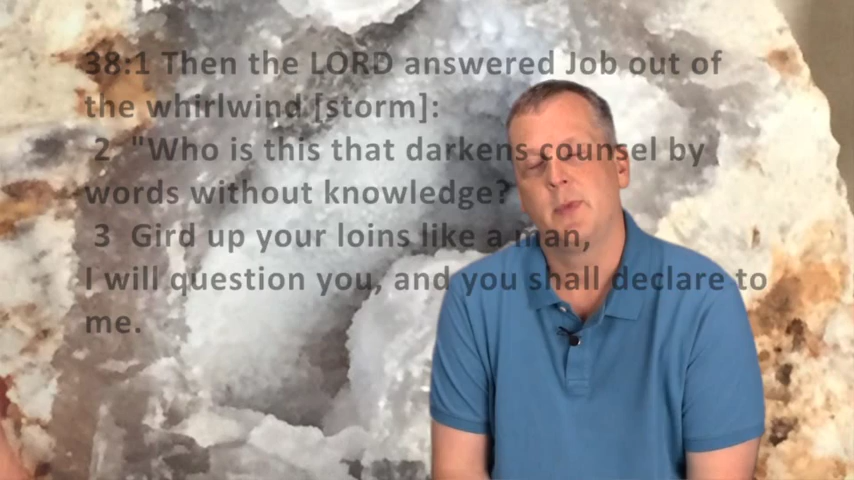 38:1 Then the LORD answered Job out of
the whirlwind [storm]:
2 "Who is this that darkens counsel by
words without knowledge?
3 Gird up your loins like a man,
I will question you, and you shall declare to
me.